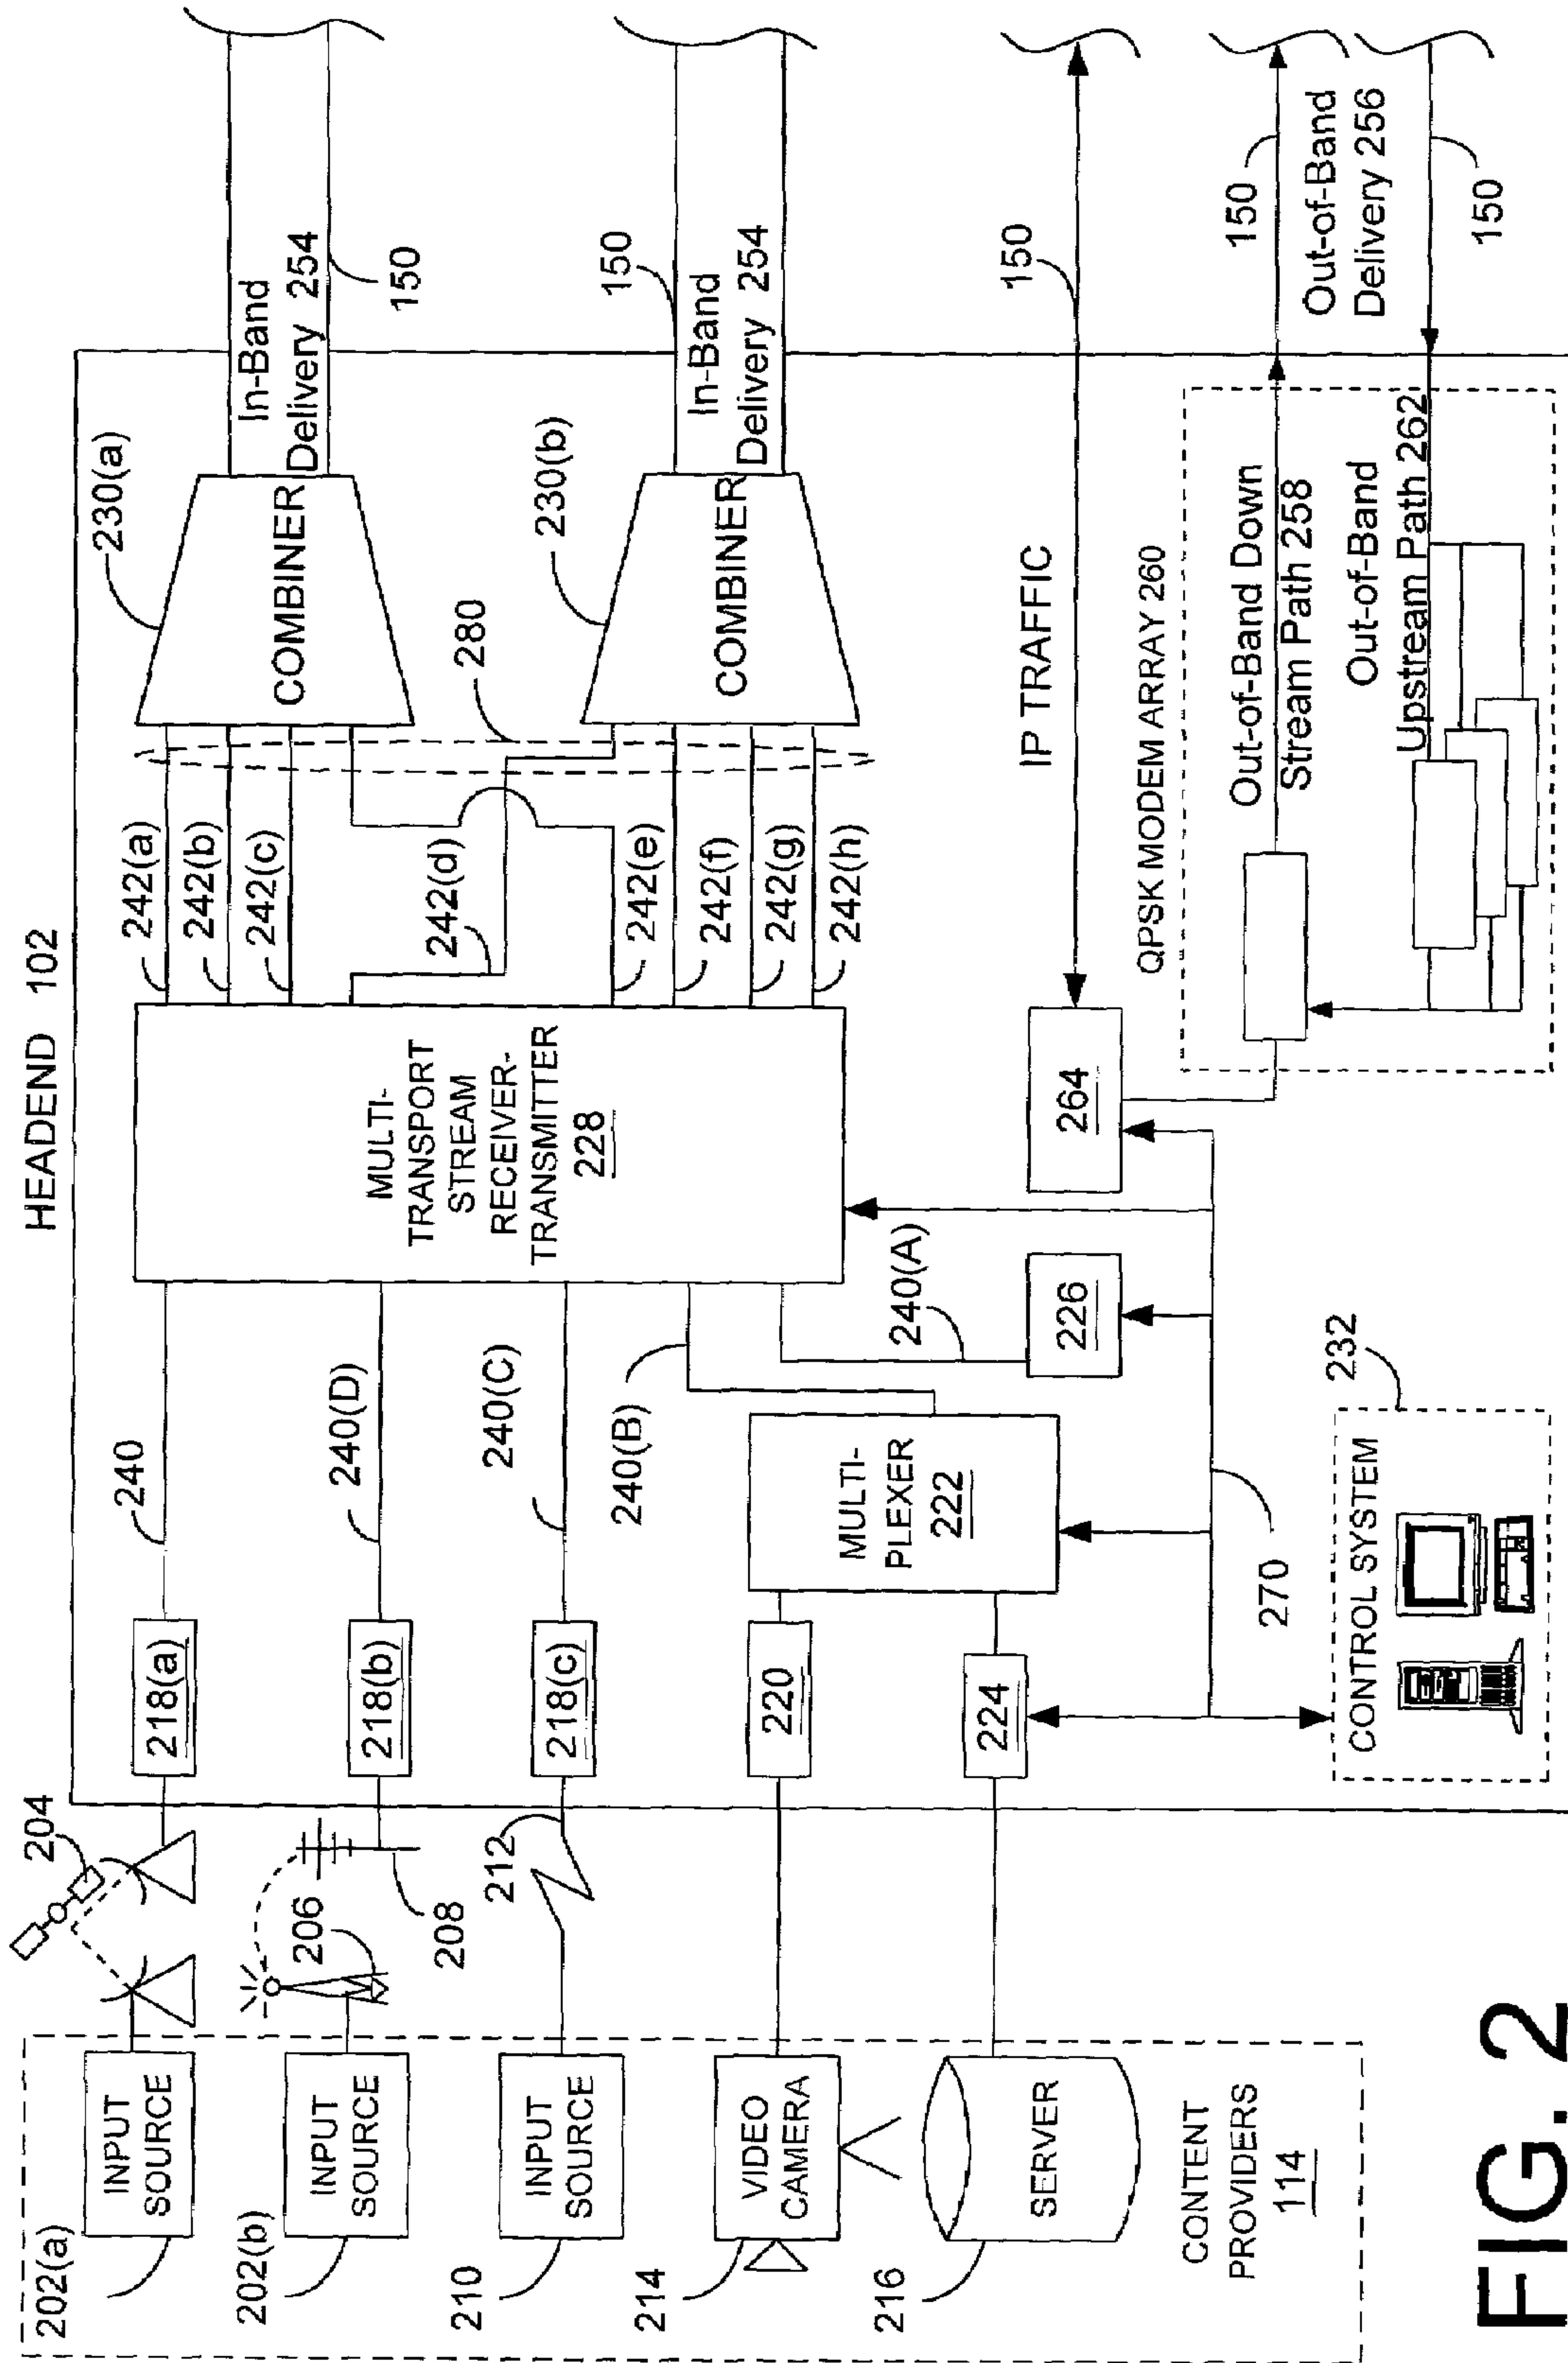 HEADEND 102
202(a)
INPUT
SOURCE
202(b)
INPUT
SOURCE
210
INPUT
SOURCE
214
VIDEO
CAMERA
216
SERVER
CONTENT
PROVIDERS
114
204
206
208
212
218(a)
218(b)
218(c)
220
224
240
240(D)
240(C)
240(B)
240(A)
MULTI-
PLEXER
222
226
270
232
CONTROL SYSTEM
MULTI-
TRANSPORT
STREAM
RECEIVER-
TRANSMITTER
228
264
242(a)
242(b)
242(c)
242(d)
242(e)
242(f)
242(g)
242(h)
280
230(a)
COMBINER
230(b)
COMBINER
In-Band
Delivery 254
150
In-Band
Delivery 254
150
IP TRAFFIC
150
QPSK MODEM ARRAY 260
Out-of-Band Down
Stream Path 258
Out-of-Band
Upstream Path 262
150
Out-of-Band
Delivery 256
150
FIG. 2